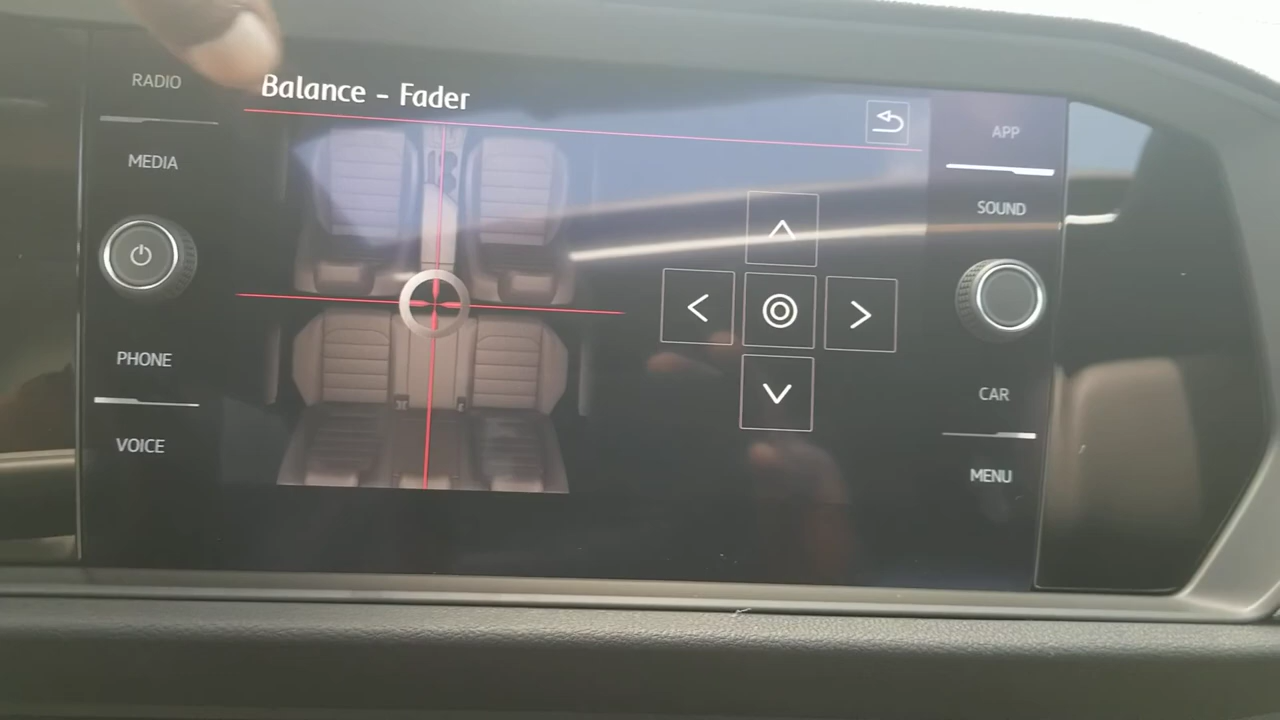 RADIO
MEDIA
PHONE
VOICE
Balance - Fader
APP
SOUND
CAR
MENU